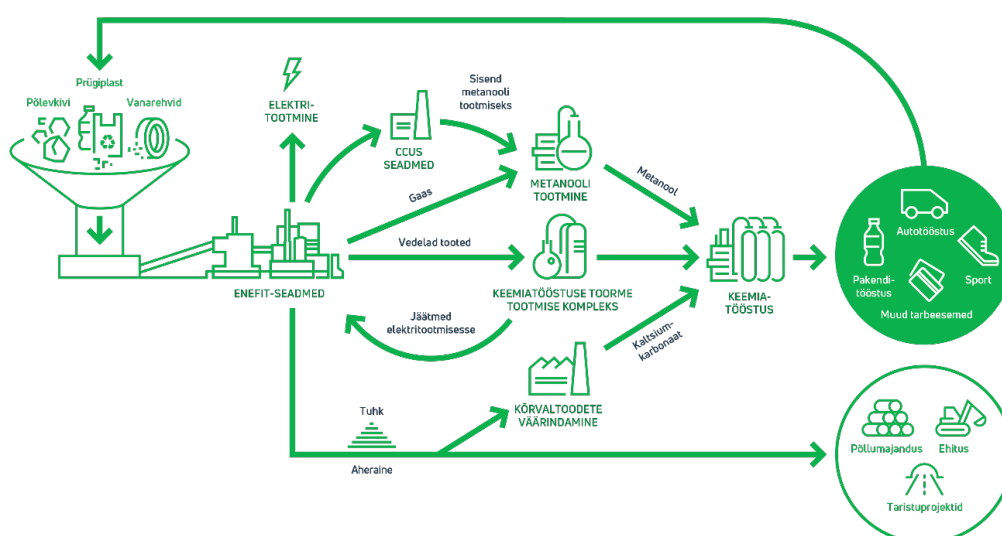 Prügiplast
Põlevkivi
Vanarehvid
ELEKTRI-
TOOTMINE
CCUS
SEADMED
Sisend
metanooli
tootmiseks
METANOOLI
TOOTMINE
Gaas
Metanool
Vedelad tooted
ENEFIT-SEADMED
KEEMIATÖÖSTUSE TOORME
TOOTMISE KOMPLEKS
KEEMIA-
TÖÖSTUS
Jäätmed
elektritootmisesse
Kaltsium-
karbonaat
KÕRVALTOODETE
VÄÄRINDAMINE
Tuhk
Aheraine
Autotööstus
Pakendi-
tööstus
Sport
Muud tarbeesemed
Põllumajandus
Ehitus
Taristuprojektid